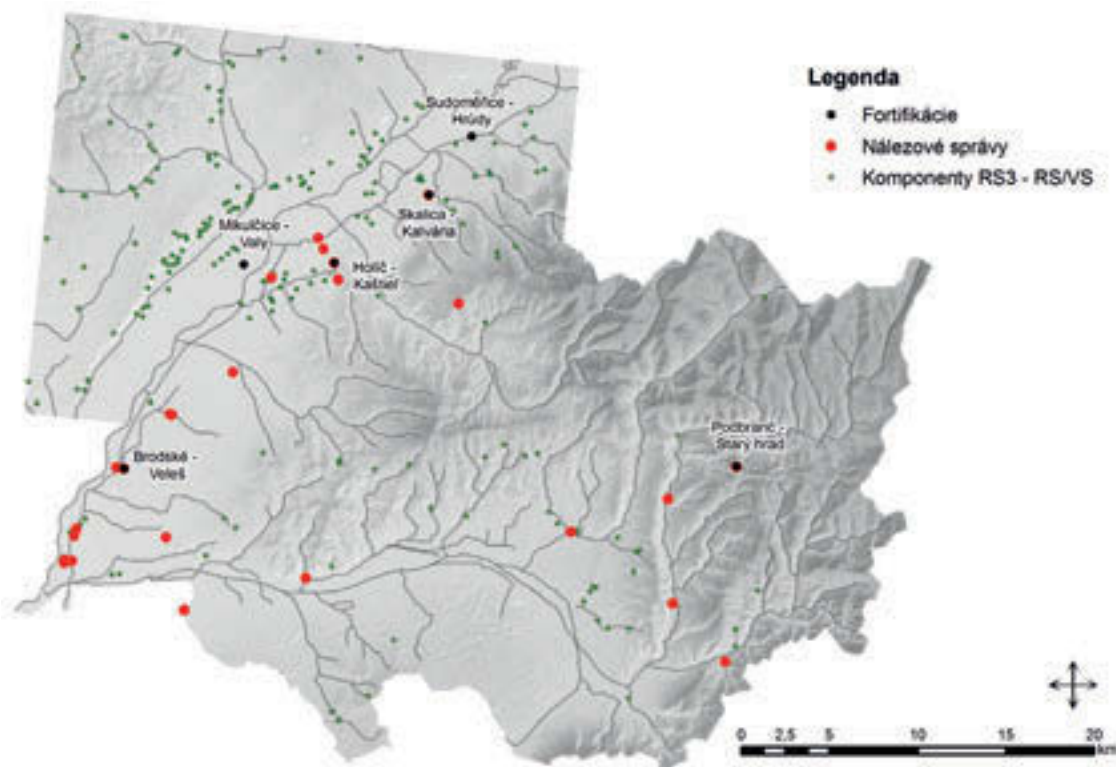 Legenda
Fortifikácie
Nálezové správy
Komponenty RS3 - RS/VS
Sudoměřice -
Hrúdy
Skalica -
Kalvária
Mikulčice -
Valy
Holíč -
Kaštieľ
Brodské -
Veleš
Podbranč -
Starý hrad
0 2,5 5 10 15 20
km